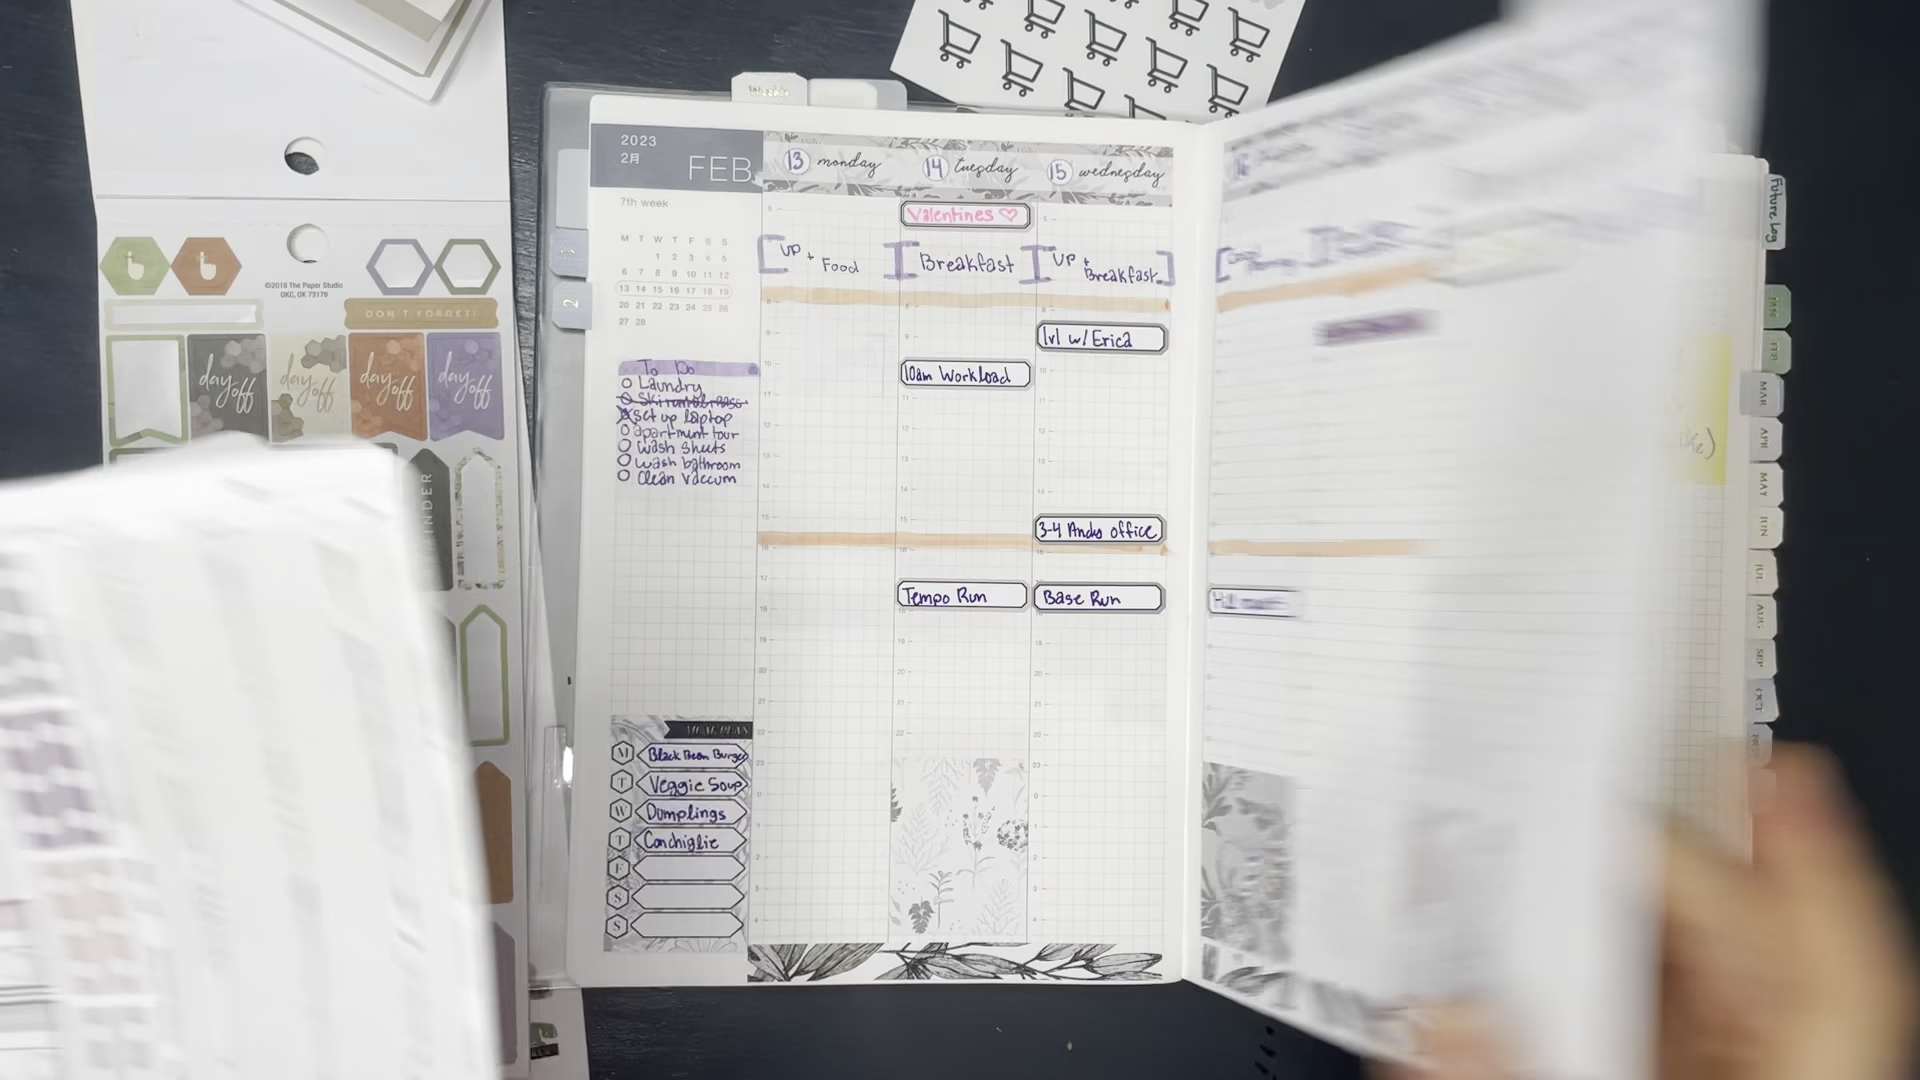 2023
2月
FEB
13 monday
14 tuesday
15 wednesday
7th week
M T W T F S S
1 2 3 4 5
6 7 8 9 10 11 12
13 14 15 16 17 18 19
20 21 22 23 24 25 26
27 28
Valentines ♡
UP + Food
Breakfast
UP + Breakfast
1v1 w/ Erica
10am Workload
3-4 Andy office
Tempo Run
Base Run
To Do
Laundry
set up laptop
apartment tour
wash sheets
wash bathroom
clean vaccum
MEAL PLAN
M Black Bean Burger
T Veggie Soup
W Dumplings
T Conchiglie
F
S
S
©2018 The Paper Studio
OKC, OK 73179
DON'T FORGET!
day off
day off
day off
day off
1
2
Future Log
MAR
APR
MAY
JUN
JUL
AUG
SEP
OCT